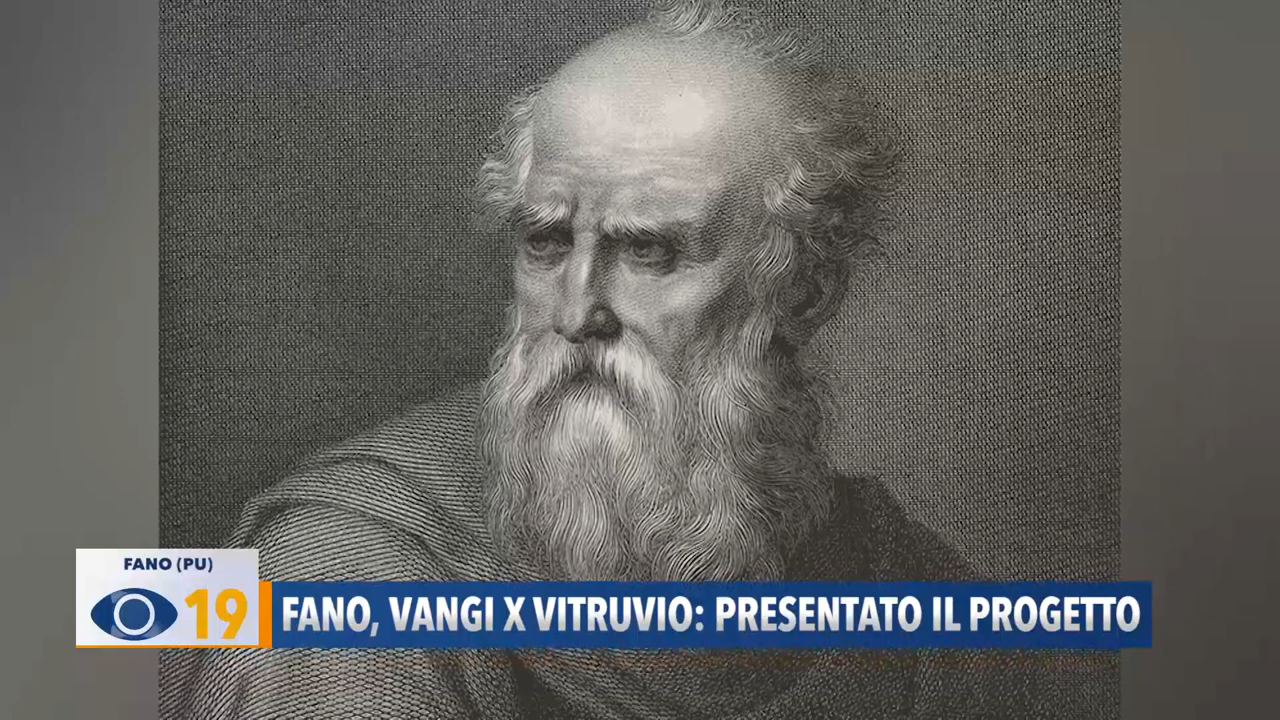 FANO (PU)
19
FANO, VANGI X VITRUVIO: PRESENTATO IL PROGETTO